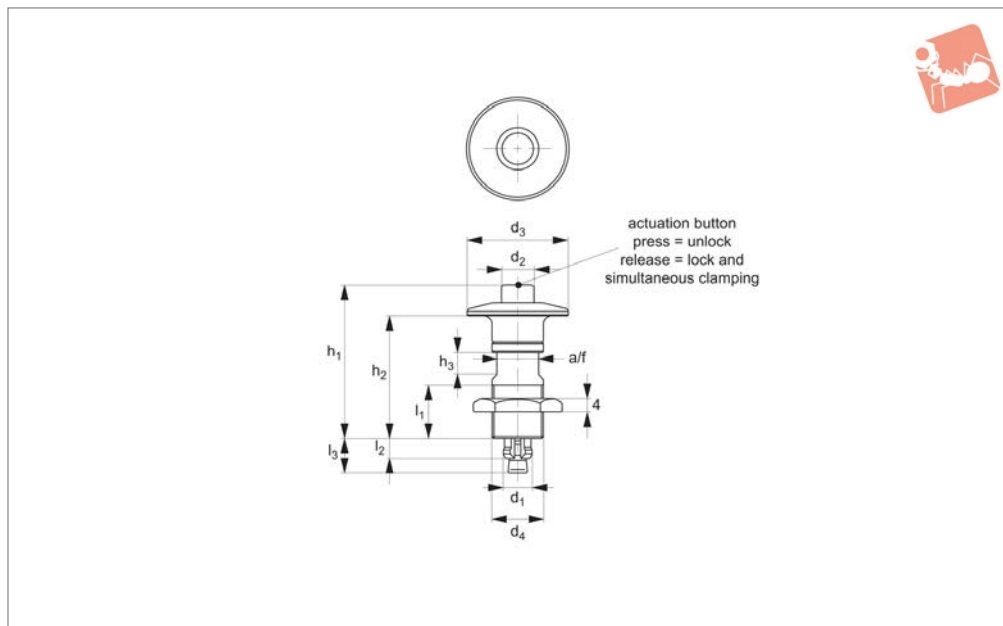 d₃
d₂
actuation button
press = unlock
release = lock and
simultaneous clamping
h₁
h₂
h₃
a/f
l₁
4
l₃
l₂
d₁
d₄